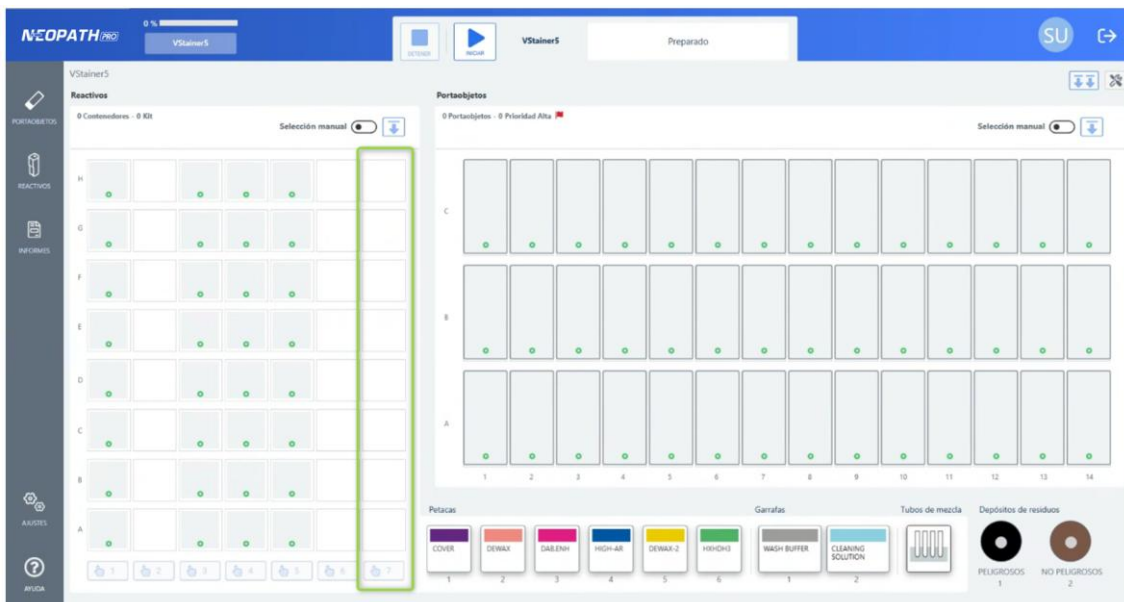 NEOPATH PRO
0 %
VStainer5
DETENER
INICIAR
VStainer5
Preparado
SU
PORTAOBJETOS
REACTIVOS
INFORMES
AJUSTES
AYUDA
VStainer5
Reactivos
0 Contenedores - 0 Kit
Selección manual
H
G
F
E
D
C
B
A
1 2 3 4 5 6 7
Portaobjetos
0 Portaobjetos - 0 Prioridad Alta
Selección manual
C
B
A
1 2 3 4 5 6 7 8 9 10 11 12 13 14
Petacas
COVER DEWAX DAB.ENH HIGH-AR DEWAX-2 HXHDH3
1 2 3 4 5 6
Garrafas
WASH BUFFER
CLEANING
SOLUTION
1 2
Tubos de mezcla
Depósitos de residuos
PELIGROSOS NO PELIGROSOS
1 2